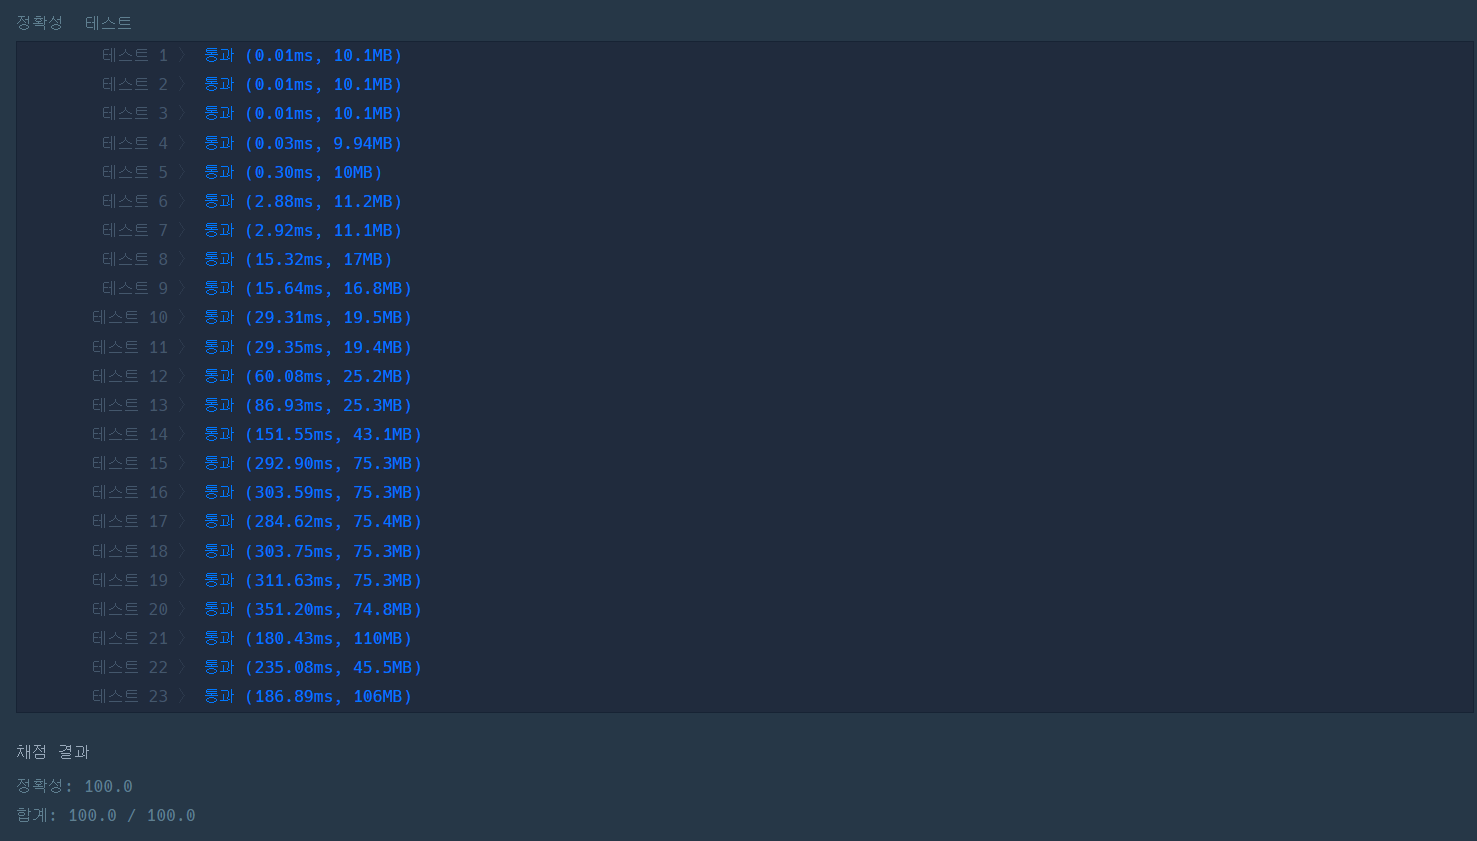 정확성 테스트
테스트 1 〉 통과 (0.01ms, 10.1MB)
테스트 2 〉 통과 (0.01ms, 10.1MB)
테스트 3 〉 통과 (0.01ms, 10.1MB)
테스트 4 〉 통과 (0.03ms, 9.94MB)
테스트 5 〉 통과 (0.30ms, 10MB)
테스트 6 〉 통과 (2.88ms, 11.2MB)
테스트 7 〉 통과 (2.92ms, 11.1MB)
테스트 8 〉 통과 (15.32ms, 17MB)
테스트 9 〉 통과 (15.64ms, 16.8MB)
테스트 10 〉 통과 (29.31ms, 19.5MB)
테스트 11 〉 통과 (29.35ms, 19.4MB)
테스트 12 〉 통과 (60.08ms, 25.2MB)
테스트 13 〉 통과 (86.93ms, 25.3MB)
테스트 14 〉 통과 (151.55ms, 43.1MB)
테스트 15 〉 통과 (292.90ms, 75.3MB)
테스트 16 〉 통과 (303.59ms, 75.3MB)
테스트 17 〉 통과 (284.62ms, 75.4MB)
테스트 18 〉 통과 (303.75ms, 75.3MB)
테스트 19 〉 통과 (311.63ms, 75.3MB)
테스트 20 〉 통과 (351.20ms, 74.8MB)
테스트 21 〉 통과 (180.43ms, 110MB)
테스트 22 〉 통과 (235.08ms, 45.5MB)
테스트 23 〉 통과 (186.89ms, 106MB)
채점 결과
정확성: 100.0
합계: 100.0 / 100.0